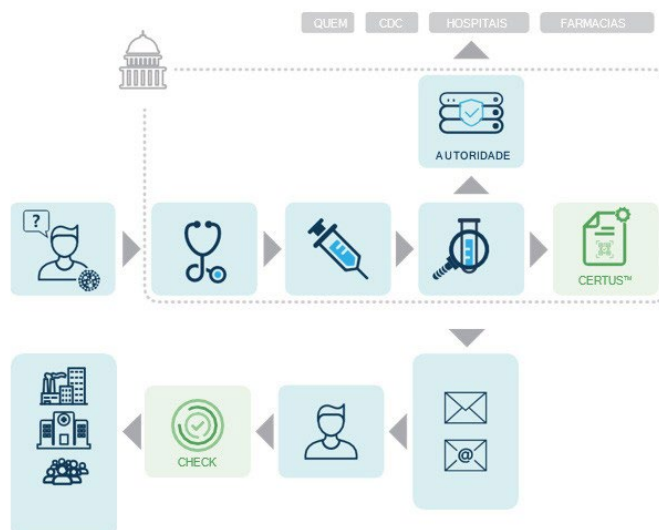 QUEM CDC HOSPITAIS FARMACIAS
AUTORIDADE
?
CERTUS™
@
CHECK